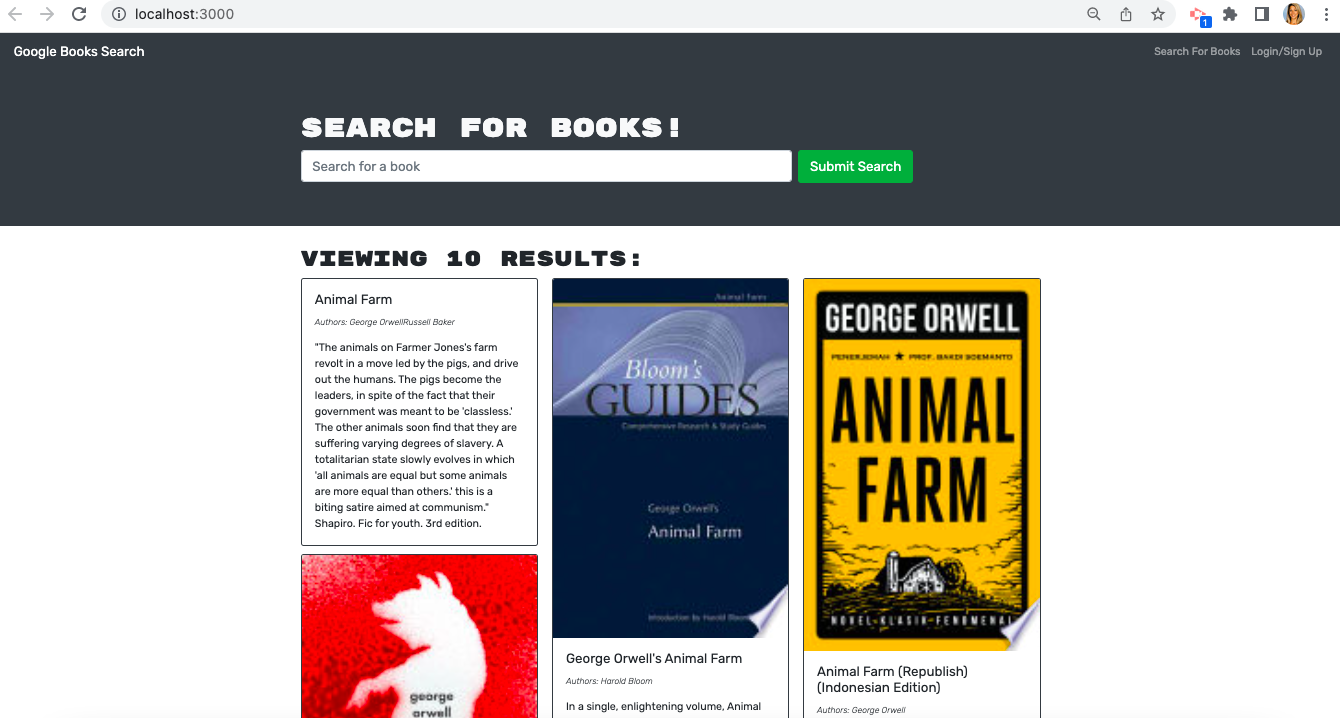 localhost:3000
1
Google Books Search
Search For Books
Login/Sign Up
SEARCH FOR BOOKS!
Search for a book
Submit Search
VIEWING 10 RESULTS:
Animal Farm
Authors: George OrwellRussell Baker
"The animals on Farmer Jones's farm
revolt in a move led by the pigs, and drive
out the humans. The pigs become the
leaders, in spite of the fact that their
government was meant to be 'classless.'
The other animals soon find that they are
suffering varying degrees of slavery. A
totalitarian state slowly evolves in which
'all animals are equal but some animals
are more equal than others.' this is a
biting satire aimed at communism."
Shapiro. Fic for youth. 3rd edition.
george
orwell
Animal Farm
Bloom's
GUIDES
Comprehensive Research & Study Guides
George Orwell's
Animal Farm
Introduction by Harold Bloom
George Orwell's Animal Farm
Authors: Harold Bloom
In a single, enlightening volume, Animal
GEORGE ORWELL
PENERJEMAH ★ PROF. BAKDI SOEMANTO
ANIMAL
FARM
NOVEL KLASIK FENOMENAL
Animal Farm (Republish)
(Indonesian Edition)
Authors: George Orwell